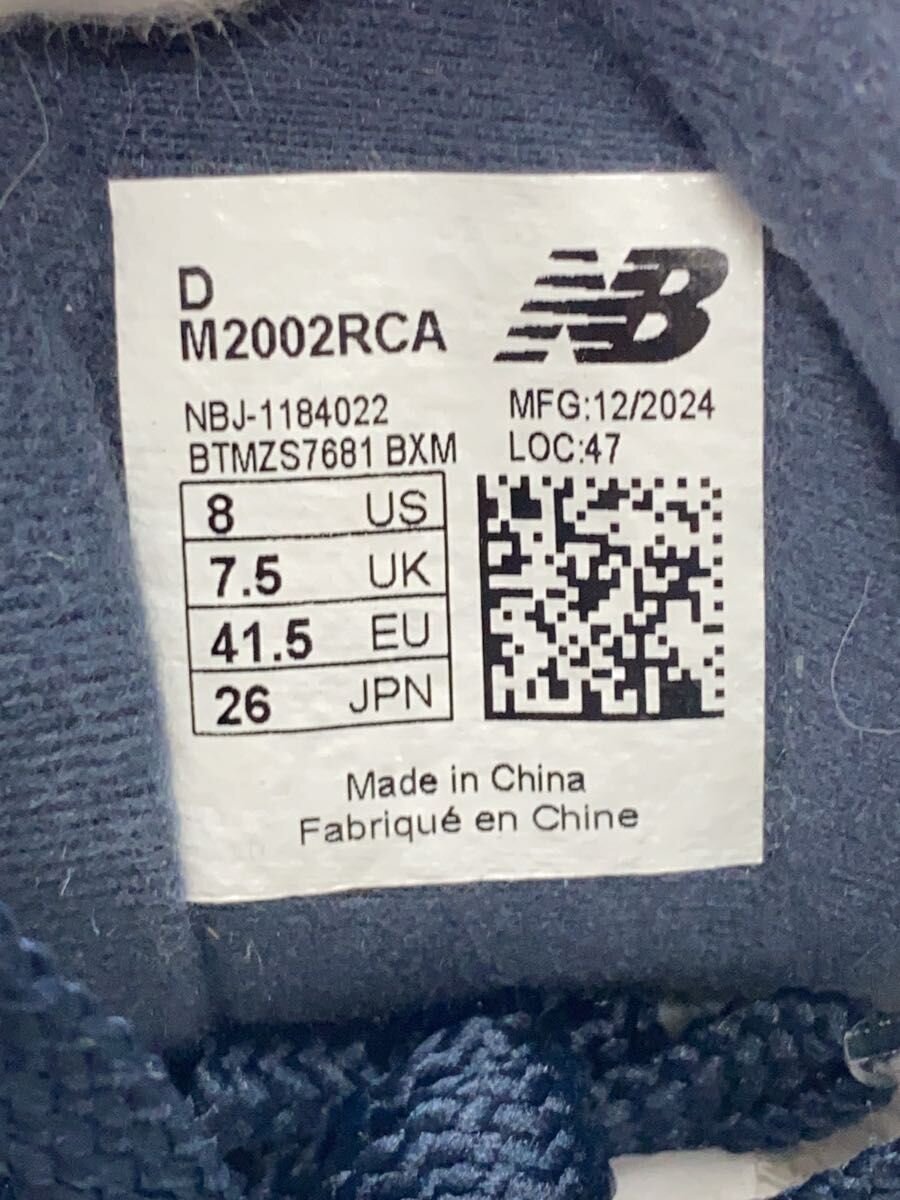 D
M2002RCA
NB
NBJ-1184022
MFG:12/2024
BTMZS7681 BXM
LOC:47
8 US
7.5 UK
41.5 EU
26 JPN
Made in China
Fabriqué en Chine